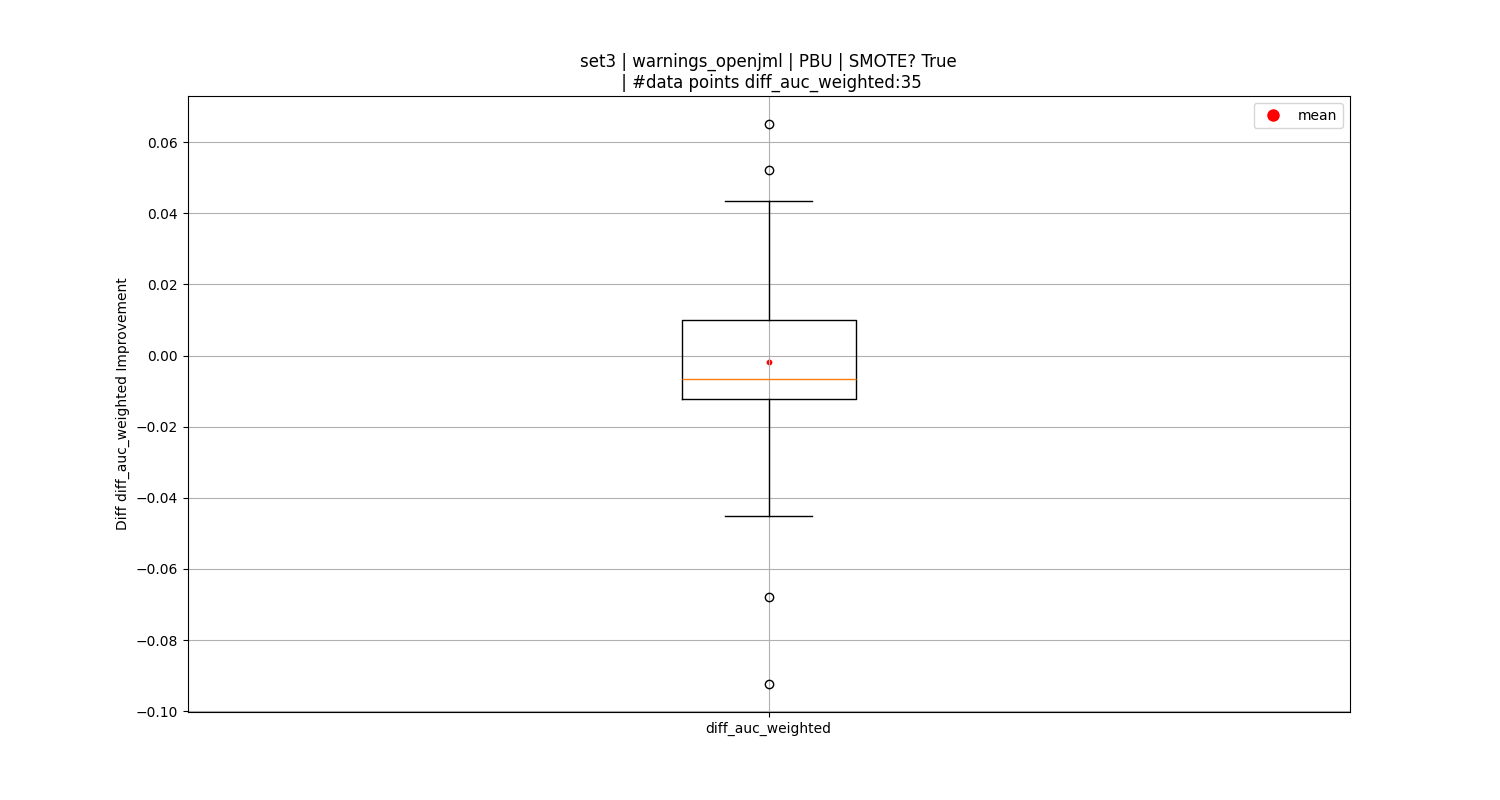 set3 | warnings_openjml | PBU | SMOTE? True
| #data points diff_auc_weighted:35
mean
Diff diff_auc_weighted Improvement
0.06
0.04
0.02
0.00
−0.02
−0.04
−0.06
−0.08
−0.10
diff_auc_weighted